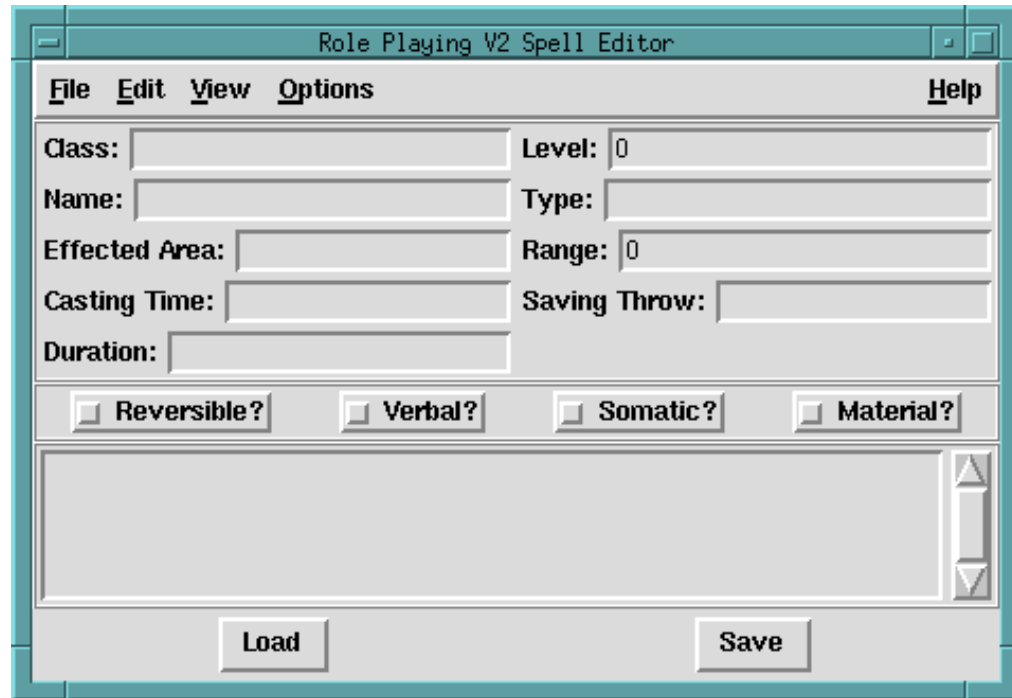 Role Playing V2 Spell Editor
File Edit View Options Help
Class: Level: 0
Name: Type:
Effected Area: Range: 0
Casting Time: Saving Throw:
Duration:
Reversible? Verbal? Somatic? Material?
Load Save